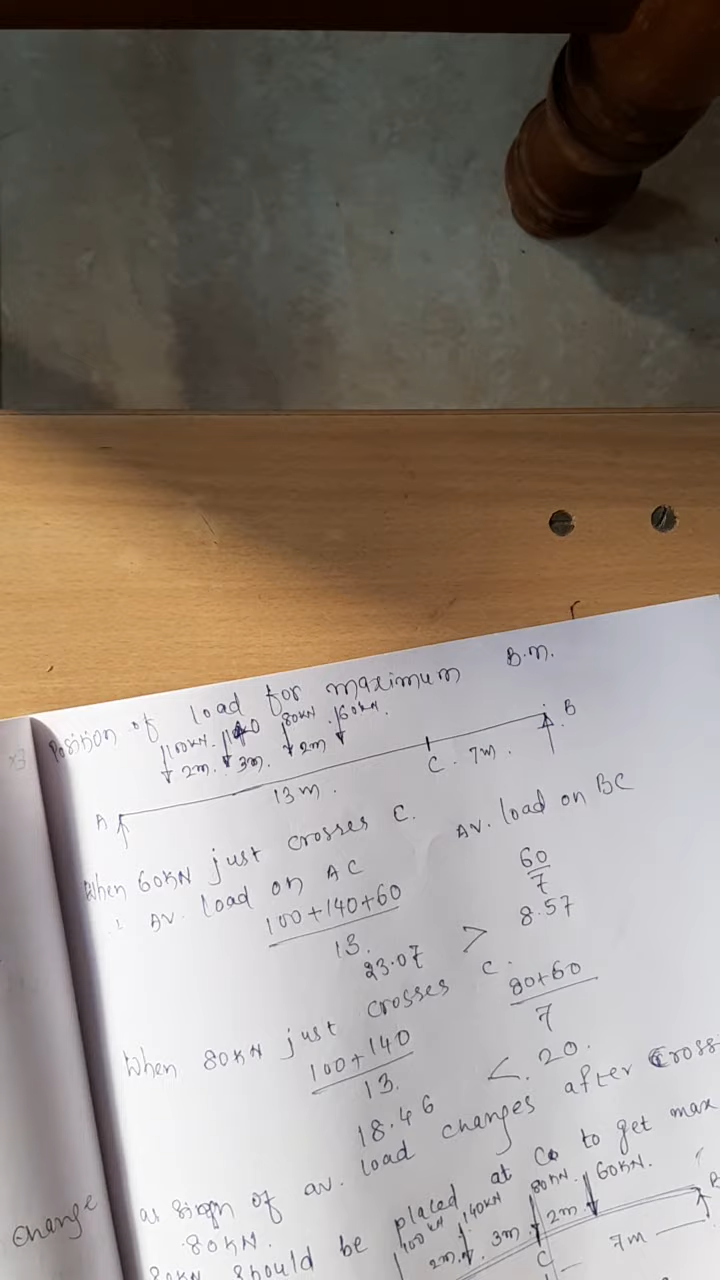 Position of load for maximum B.M.
100KN. 140 80KN 60KN.
2m. 3m. 2m
A 13m. C. 7m. B
When 60KN just crosses C.
∴ AV. load on AC AV. load on BC
100+140+60 60
13. 7
23.07 > 8.57
When 80KN just crosses C.
100+140 80+60
13. 7
18.46 < 20.
as sign of av. load changes after cross
Change
80KN.
80KN should be placed at C to get max
100KN 140KN 80KN. 60KN.
2m. 3m 2m
C 7m B